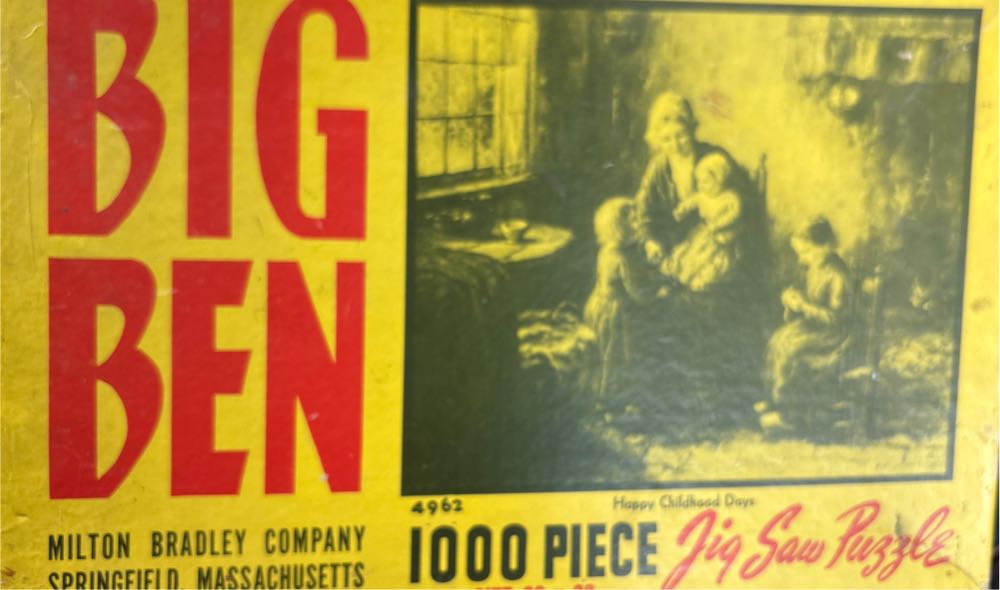 BIG
BEN
MILTON BRADLEY COMPANY
SPRINGFIELD, MASSACHUSETTS
4962
Happy Childhood Days
1000 PIECE Jig Saw Puzzle